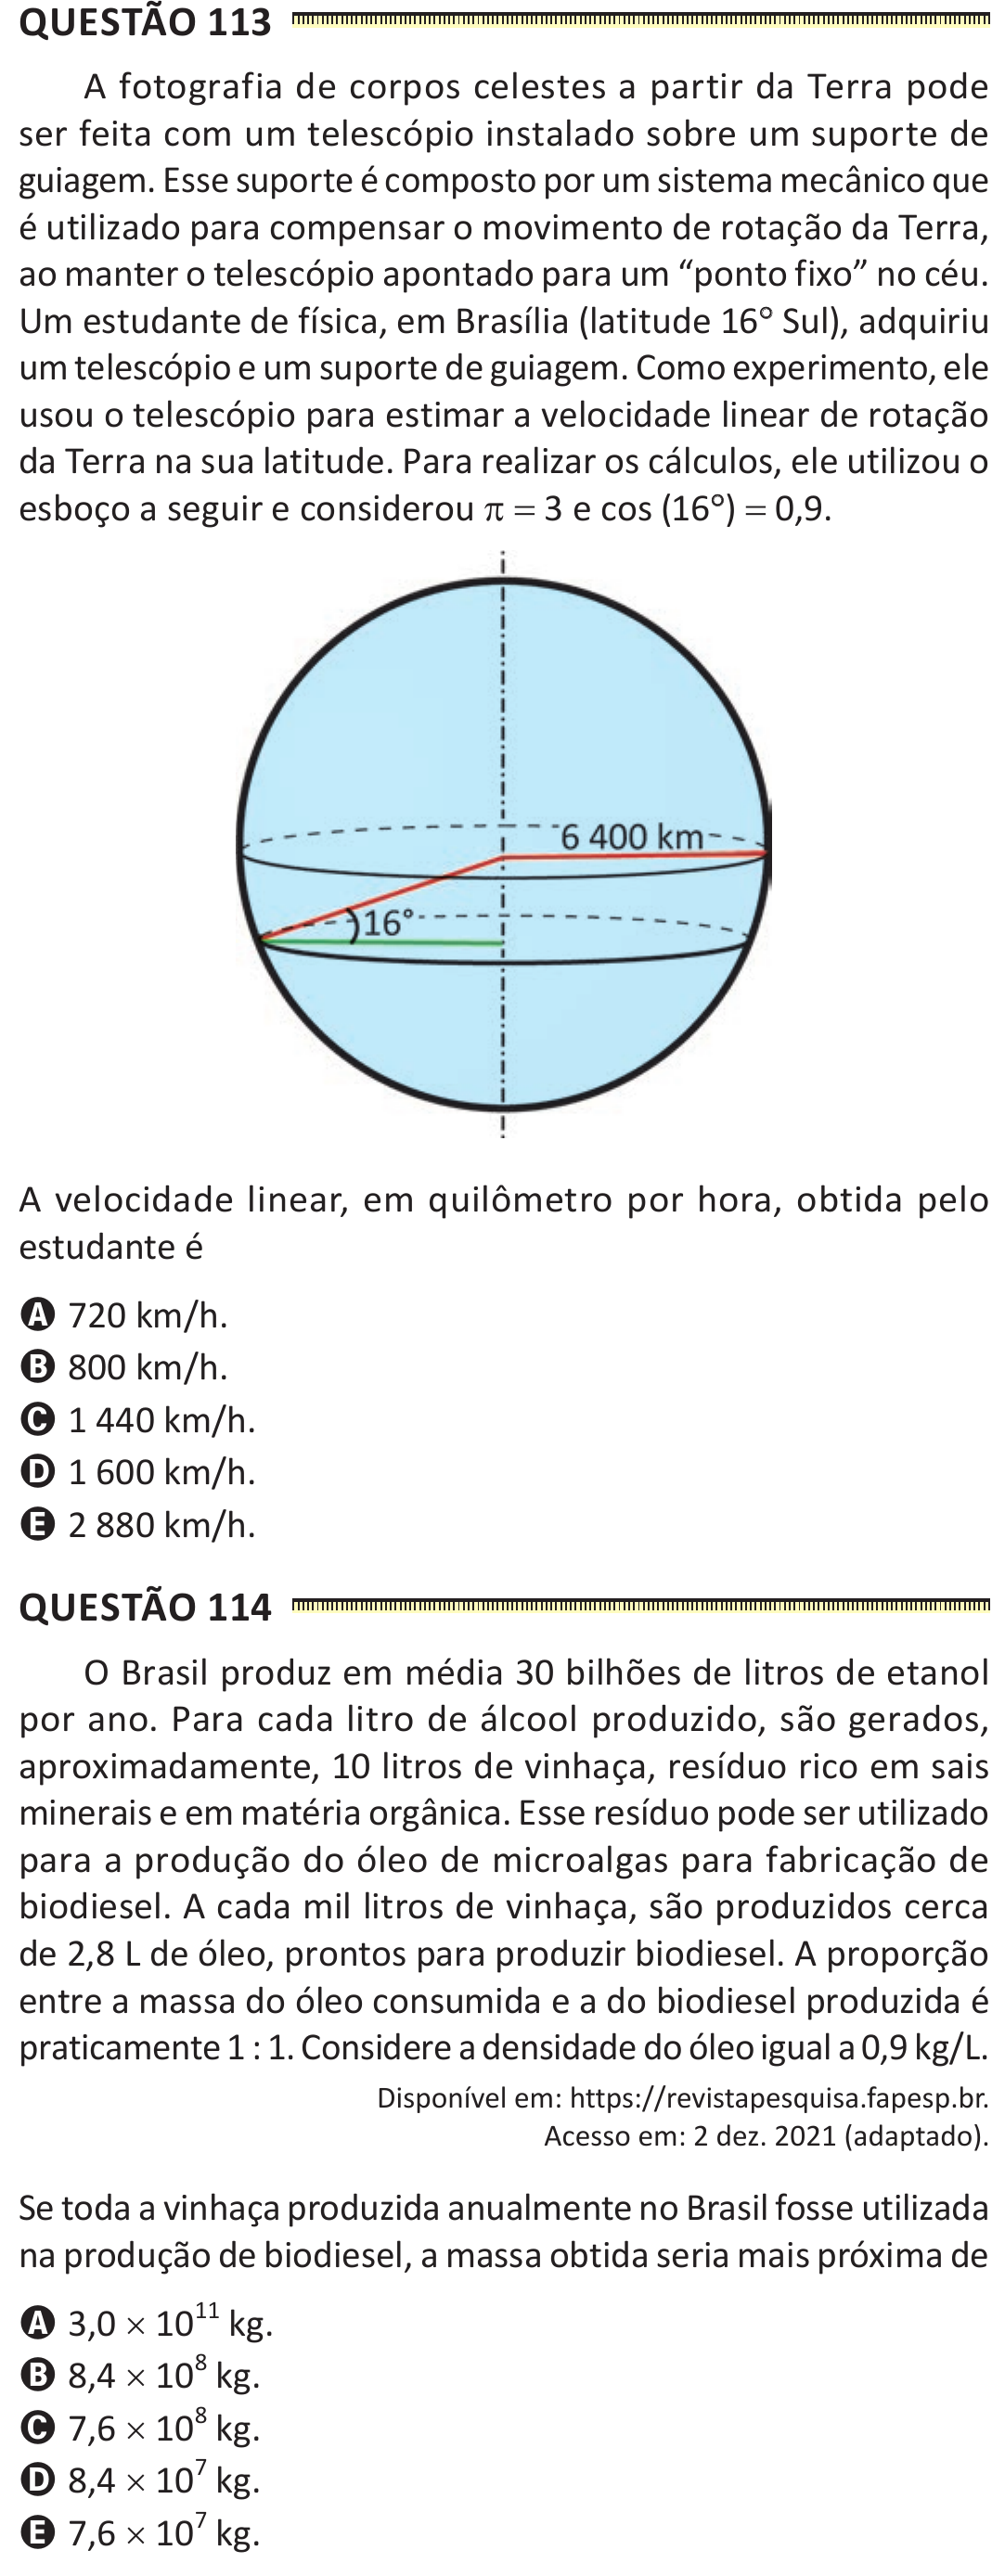 QUESTÃO 113
A fotografia de corpos celestes a partir da Terra pode
ser feita com um telescópio instalado sobre um suporte de
guiagem. Esse suporte é composto por um sistema mecânico que
é utilizado para compensar o movimento de rotação da Terra,
ao manter o telescópio apontado para um “ponto fixo” no céu.
Um estudante de física, em Brasília (latitude 16° Sul), adquiriu
um telescópio e um suporte de guiagem. Como experimento, ele
usou o telescópio para estimar a velocidade linear de rotação
da Terra na sua latitude. Para realizar os cálculos, ele utilizou o
esboço a seguir e considerou π = 3 e cos (16°) = 0,9.
6 400 km
16°
A velocidade linear, em quilômetro por hora, obtida pelo
estudante é
A 720 km/h.
B 800 km/h.
C 1 440 km/h.
D 1 600 km/h.
E 2 880 km/h.
QUESTÃO 114
O Brasil produz em média 30 bilhões de litros de etanol
por ano. Para cada litro de álcool produzido, são gerados,
aproximadamente, 10 litros de vinhaça, resíduo rico em sais
minerais e em matéria orgânica. Esse resíduo pode ser utilizado
para a produção do óleo de microalgas para fabricação de
biodiesel. A cada mil litros de vinhaça, são produzidos cerca
de 2,8 L de óleo, prontos para produzir biodiesel. A proporção
entre a massa do óleo consumida e a do biodiesel produzida é
praticamente 1 : 1. Considere a densidade do óleo igual a 0,9 kg/L.
Disponível em: https://revistapesquisa.fapesp.br.
Acesso em: 2 dez. 2021 (adaptado).
Se toda a vinhaça produzida anualmente no Brasil fosse utilizada
na produção de biodiesel, a massa obtida seria mais próxima de
A 3,0 × 10¹¹ kg.
B 8,4 × 10⁸ kg.
C 7,6 × 10⁸ kg.
D 8,4 × 10⁷ kg.
E 7,6 × 10⁷ kg.